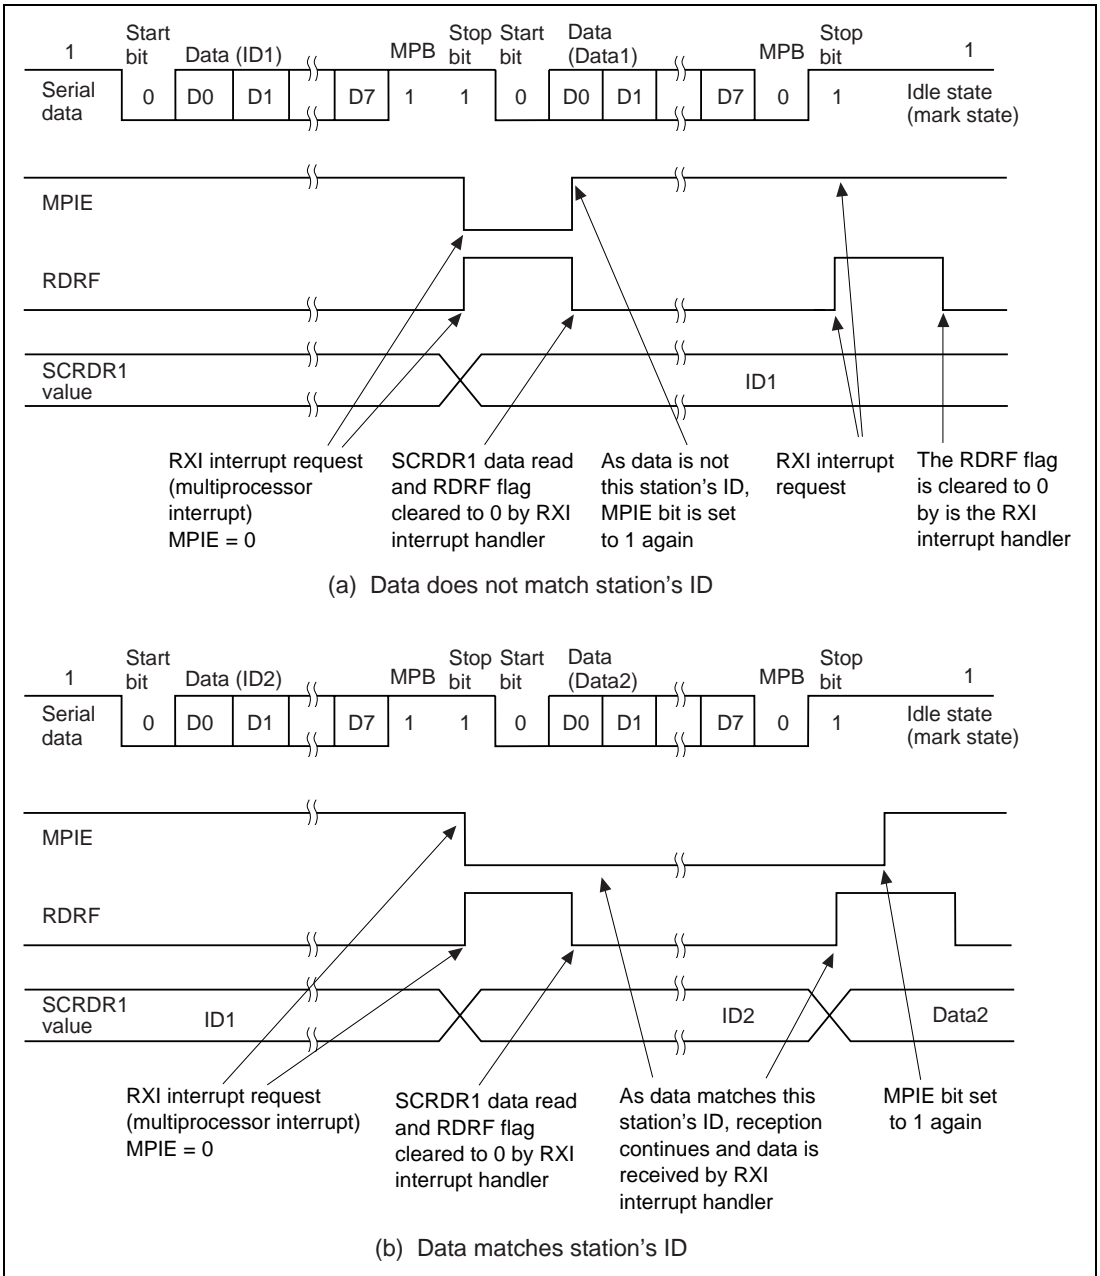 1 Start bit Data (ID1) MPB Stop bit Start bit Data (Data1) MPB Stop bit 1
Serial data 0 D0 D1 D7 1 1 0 D0 D1 D7 0 1 Idle state (mark state)
MPIE
RDRF
SCRDR1 value
ID1
RXI interrupt request
(multiprocessor
interrupt)
MPIE = 0
SCRDR1 data read
and RDRF flag
cleared to 0 by RXI
interrupt handler
As data is not
this station's ID,
MPIE bit is set
to 1 again
RXI interrupt
request
The RDRF flag
is cleared to 0
by is the RXI
interrupt handler
(a) Data does not match station's ID
1 Start bit Data (ID2) MPB Stop bit Start bit Data (Data2) MPB Stop bit 1
Serial data 0 D0 D1 D7 1 1 0 D0 D1 D7 0 1 Idle state (mark state)
MPIE
RDRF
SCRDR1 value
ID1
ID2
Data2
RXI interrupt request
(multiprocessor interrupt)
MPIE = 0
SCRDR1 data read
and RDRF flag
cleared to 0 by RXI
interrupt handler
As data matches this
station's ID, reception
continues and data is
received by RXI
interrupt handler
MPIE bit set
to 1 again
(b) Data matches station's ID